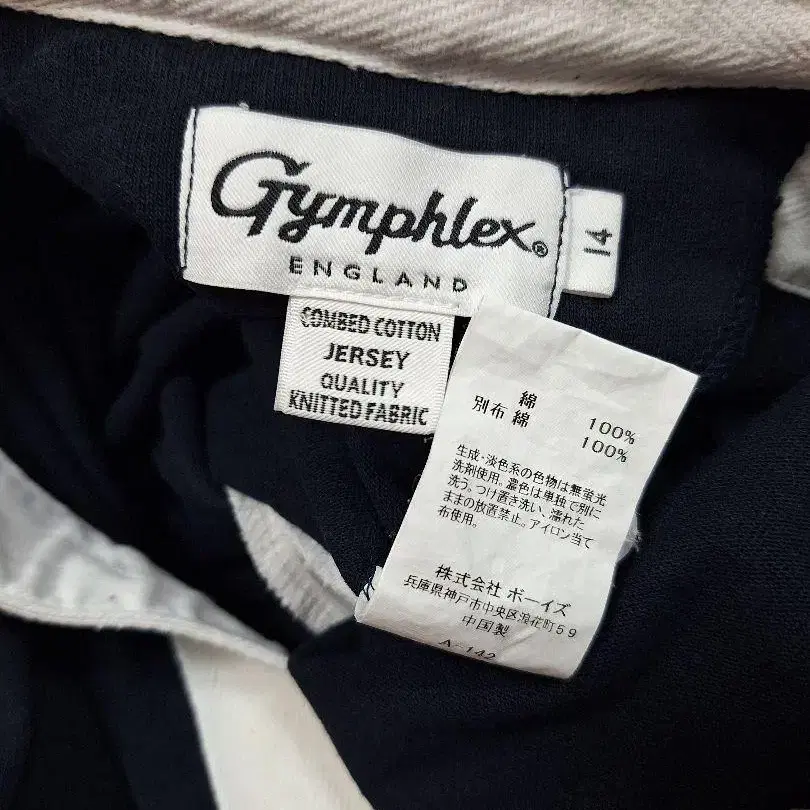 Gymphlex®
ENGLAND
14
COMBED COTTON
JERSEY
QUALITY
KNITTED FABRIC
綿 100%
別布 綿 100%
生成・淡色系の色物は無蛍光
洗剤使用。濃色は単独で別に
洗う。つけ置き洗い、濡れた
ままの放置禁止。アイロン当て
布使用。
株式会社 ボーイズ
兵庫県神戸市中央区浪花町59
中国製
A-142